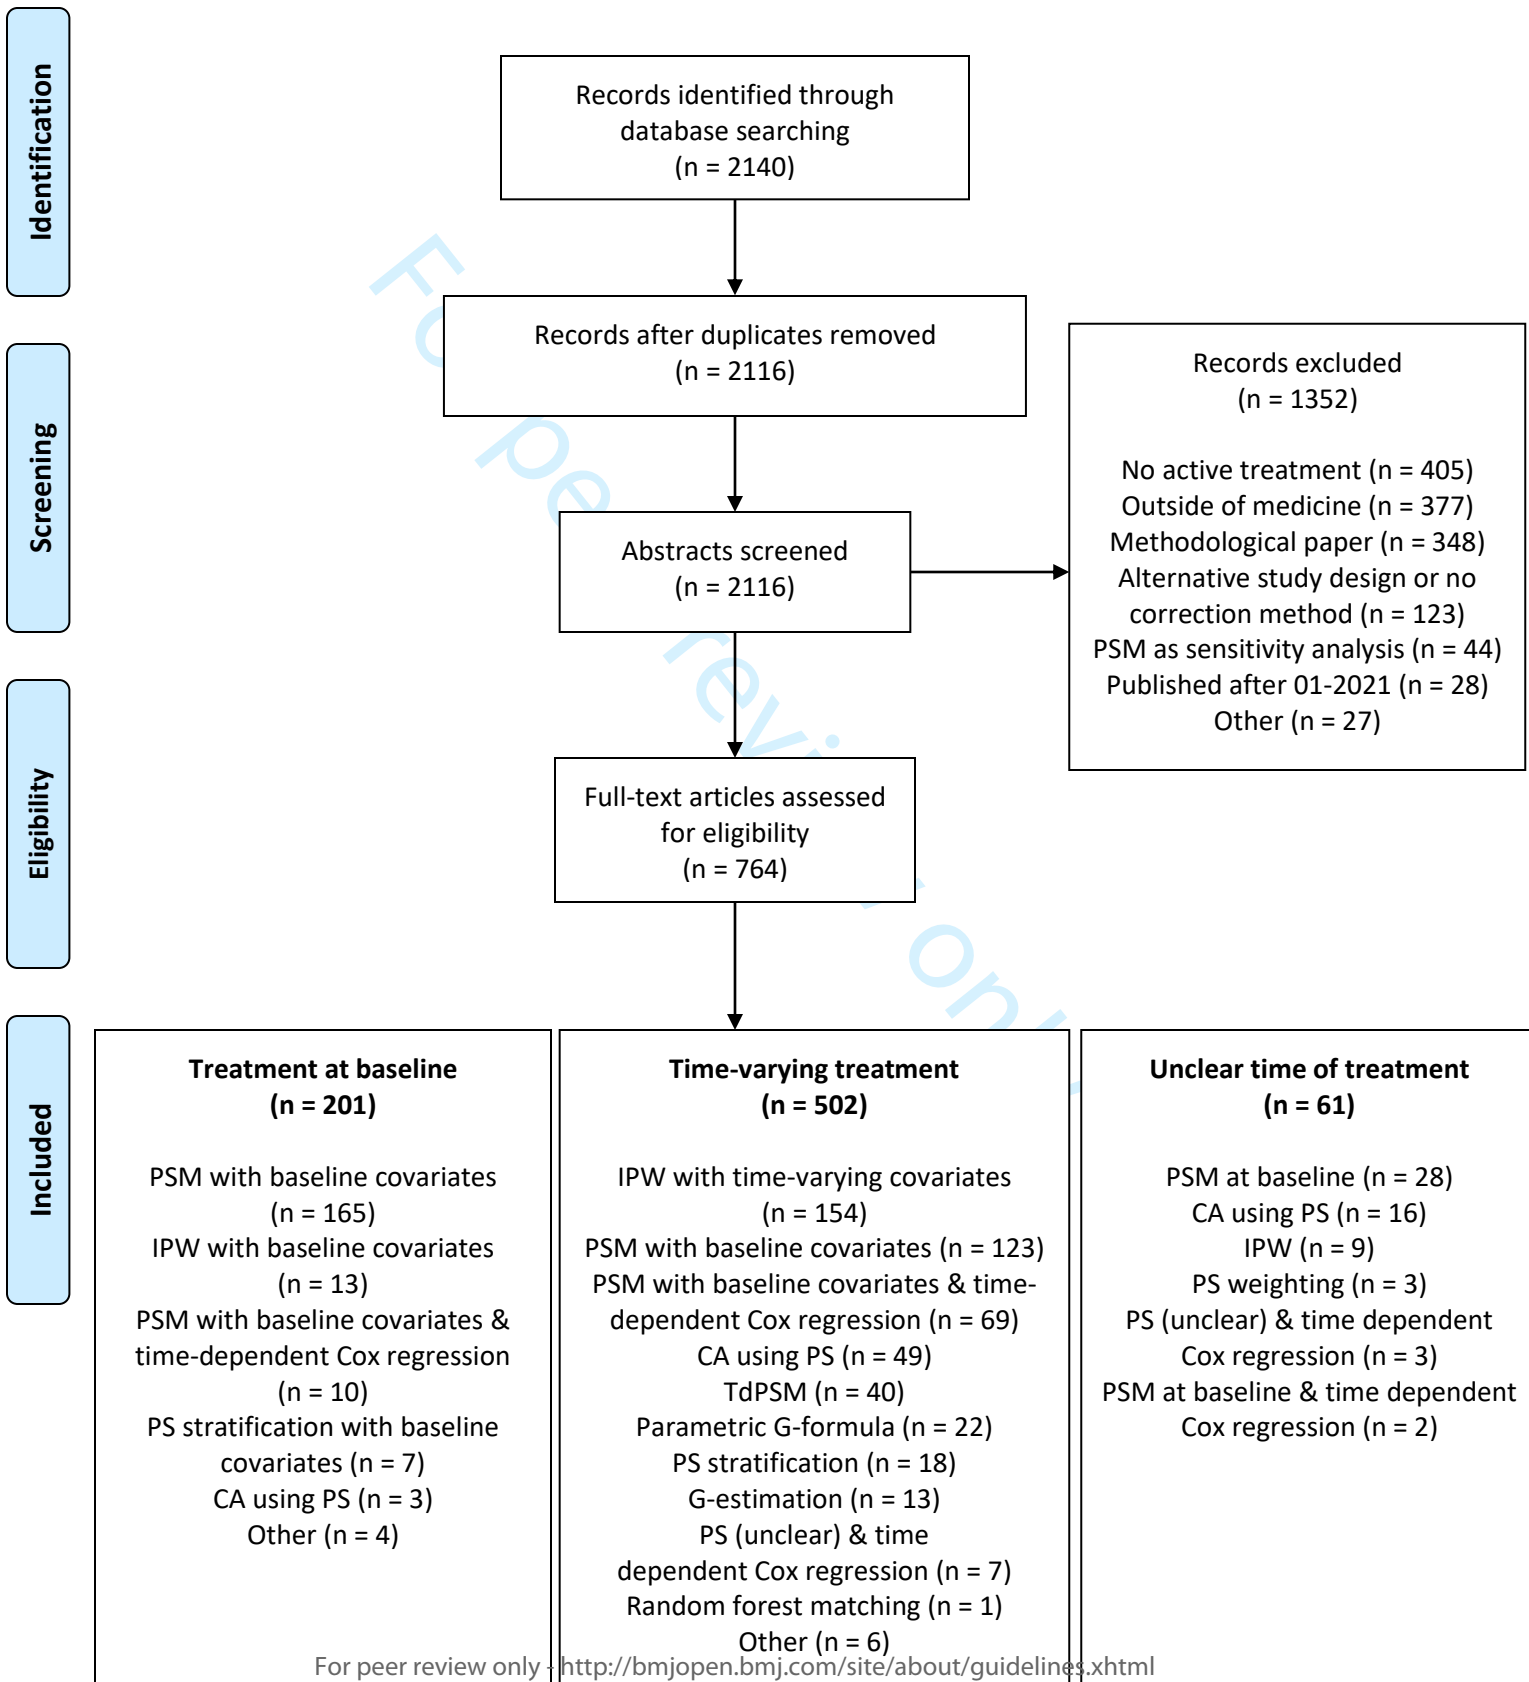 Identification
Records identified through
database searching
(n = 2140)
Records after duplicates removed
(n = 2116)
Screening
Abstracts screened
(n = 2116)
Records excluded
(n = 1352)
No active treatment (n = 405)
Outside of medicine (n = 377)
Methodological paper (n = 348)
Alternative study design or no
correction method (n = 123)
PSM as sensitivity analysis (n = 44)
Published after 01-2021 (n = 28)
Other (n = 27)
Eligibility
Full-text articles assessed
for eligibility
(n = 764)
Included
Treatment at baseline
(n = 201)
PSM with baseline covariates
(n = 165)
IPW with baseline covariates
(n = 13)
PSM with baseline covariates &
time-dependent Cox regression
(n = 10)
PS stratification with baseline
covariates (n = 7)
CA using PS (n = 3)
Other (n = 4)
Time-varying treatment
(n = 502)
IPW with time-varying covariates
(n = 154)
PSM with baseline covariates (n = 123)
PSM with baseline covariates & time-
dependent Cox regression (n = 69)
CA using PS (n = 49)
TdPSM (n = 40)
Parametric G-formula (n = 22)
PS stratification (n = 18)
G-estimation (n = 13)
PS (unclear) & time
dependent Cox regression (n = 7)
Random forest matching (n = 1)
Other (n = 6)
Unclear time of treatment
(n = 61)
PSM at baseline (n = 28)
CA using PS (n = 16)
IPW (n = 9)
PS weighting (n = 3)
PS (unclear) & time dependent
Cox regression (n = 3)
PSM at baseline & time dependent
Cox regression (n = 2)
For peer review only - http://bmjopen.bmj.com/site/about/guidelines.xhtml
For peer review only